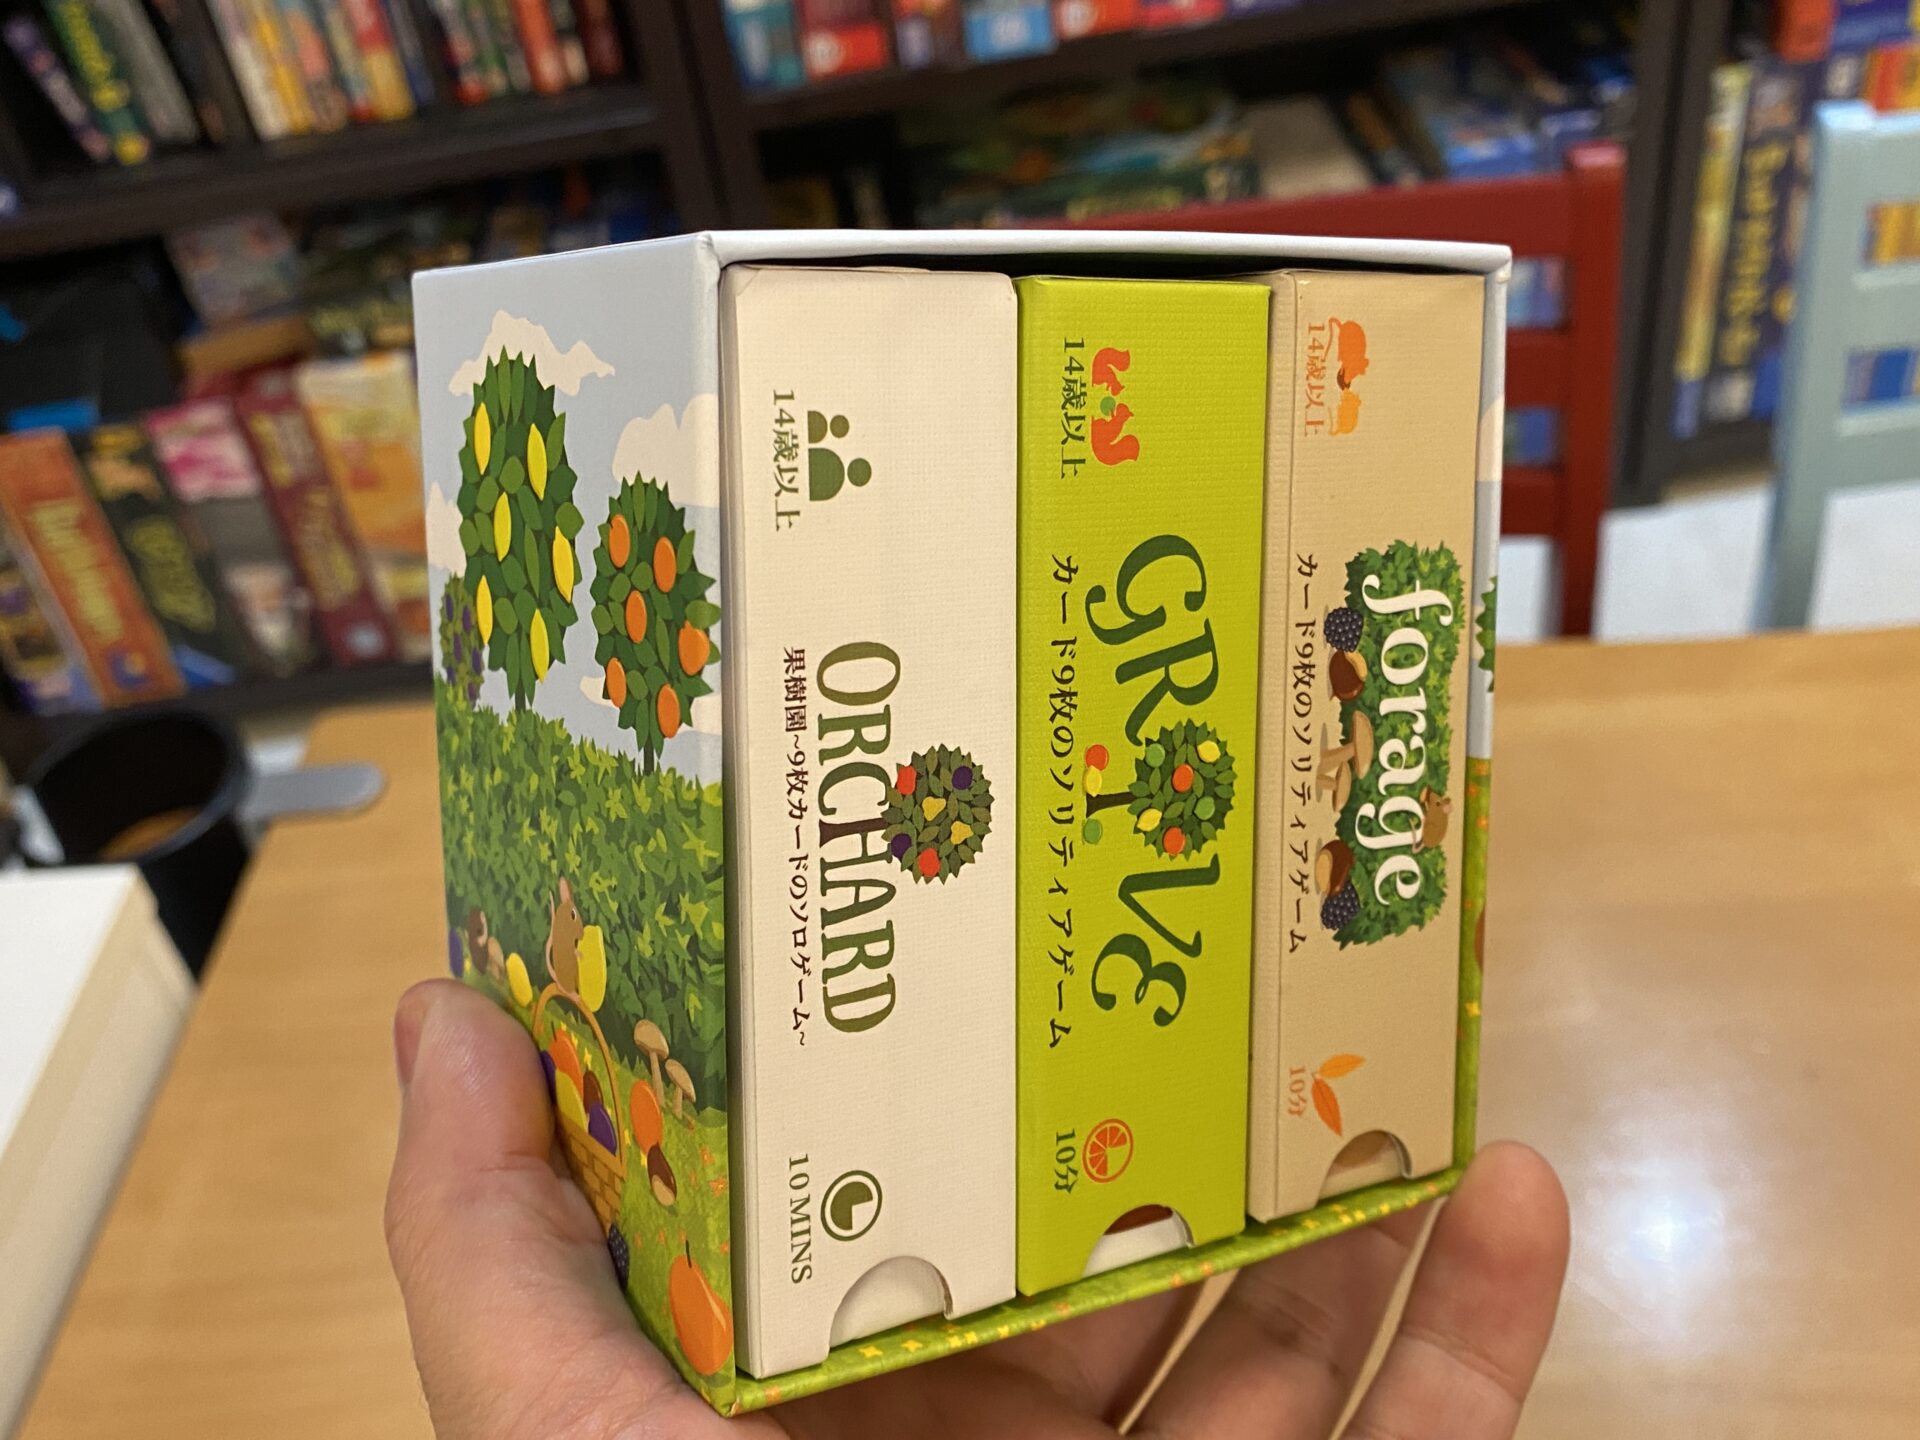 14歳以上
ORCHARD
果樹園~9枚カードのソロゲーム~
10 MINS
14歳以上
GROVE
カード9枚のソリティアゲーム
10分
14歳以上
forage
カード9枚のソリティアゲーム
10分